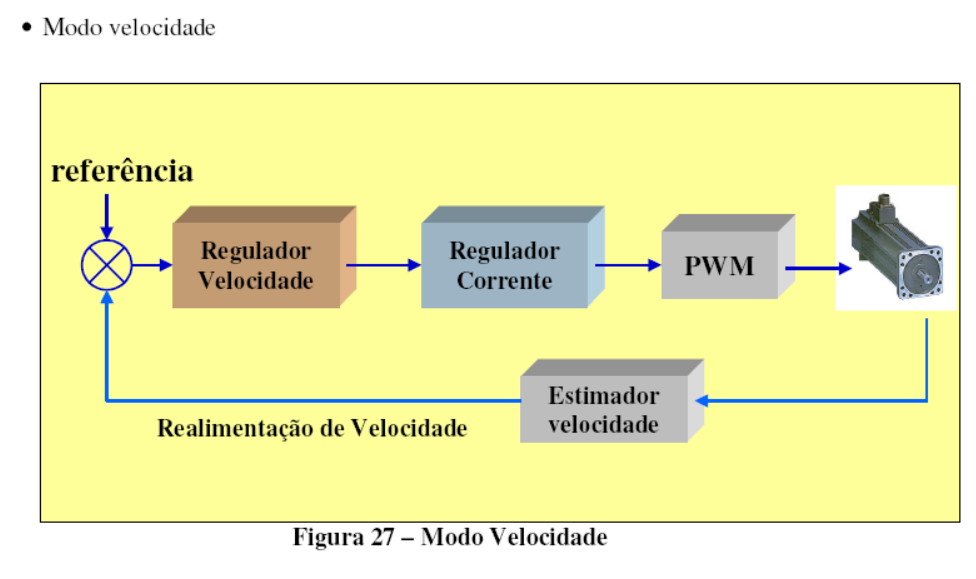 • Modo velocidade
referência
Regulador
Velocidade
Regulador
Corrente
PWM
Estimador
velocidade
Realimentação de Velocidade
Figura 27 – Modo Velocidade